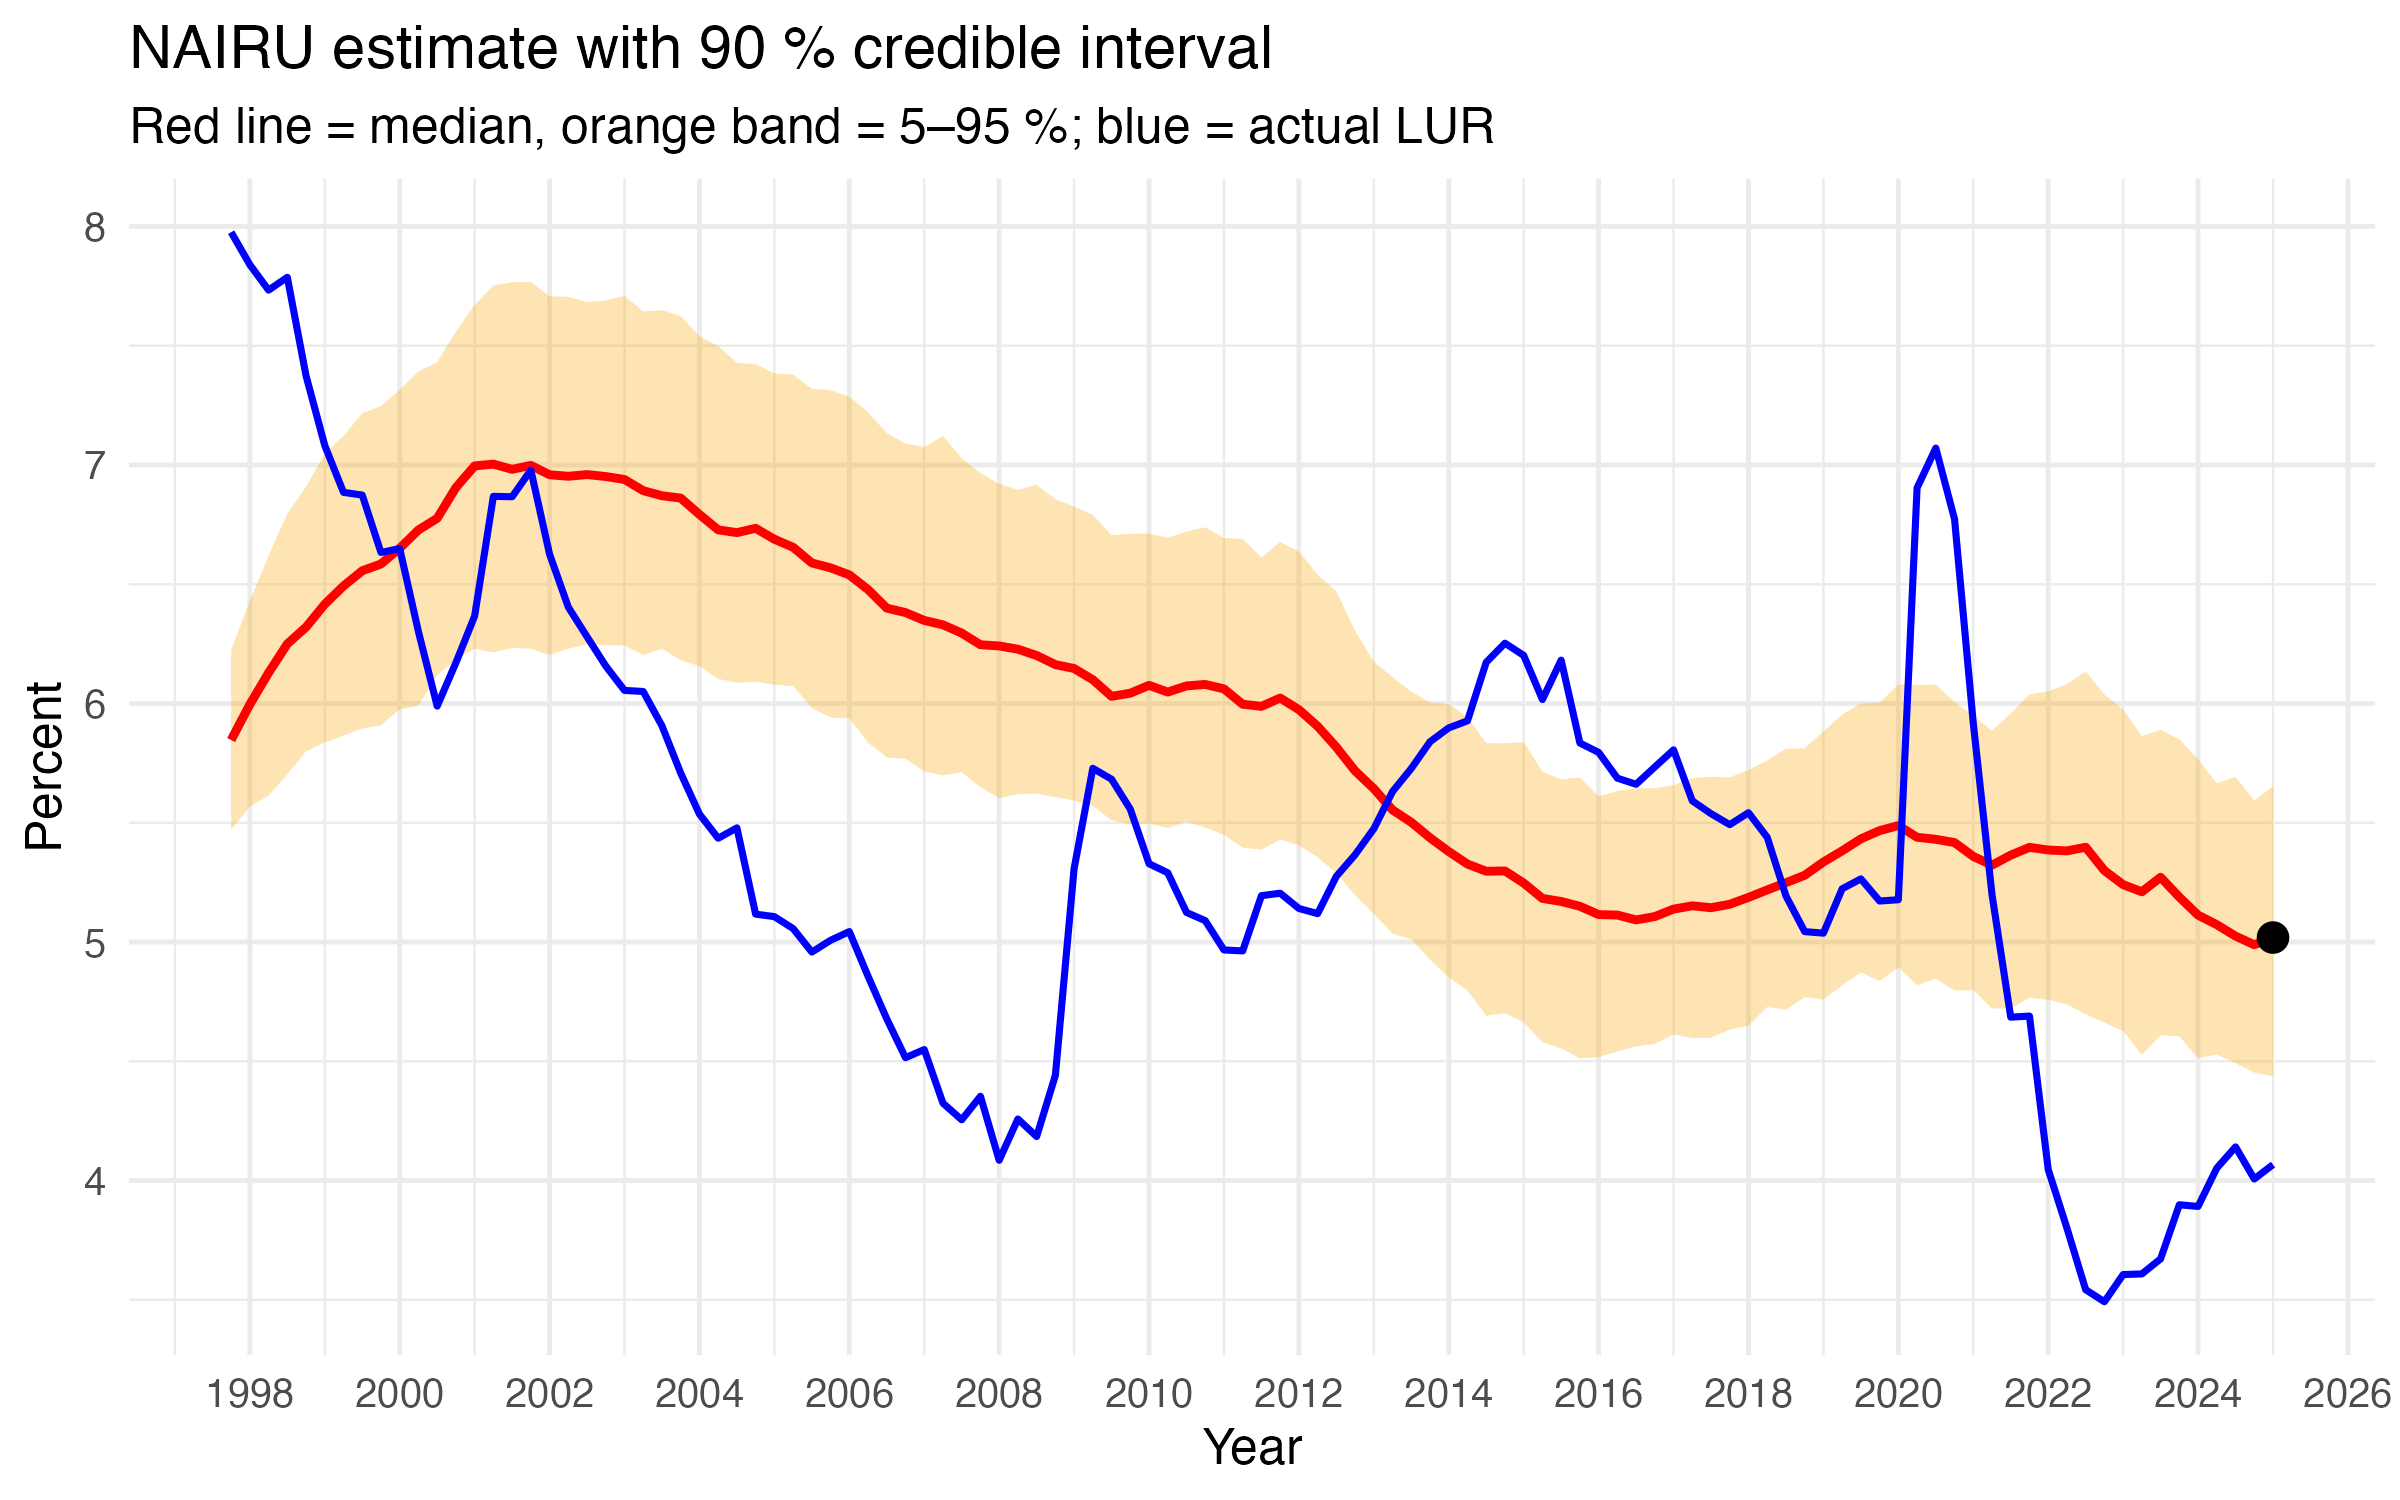 NAIRU estimate with 90 % credible interval
Red line = median, orange band = 5–95 %; blue = actual LUR
8
7
6
5
4
Percent
1998 2000 2002 2004 2006 2008 2010 2012 2014 2016 2018 2020 2022 2024 2026
Year